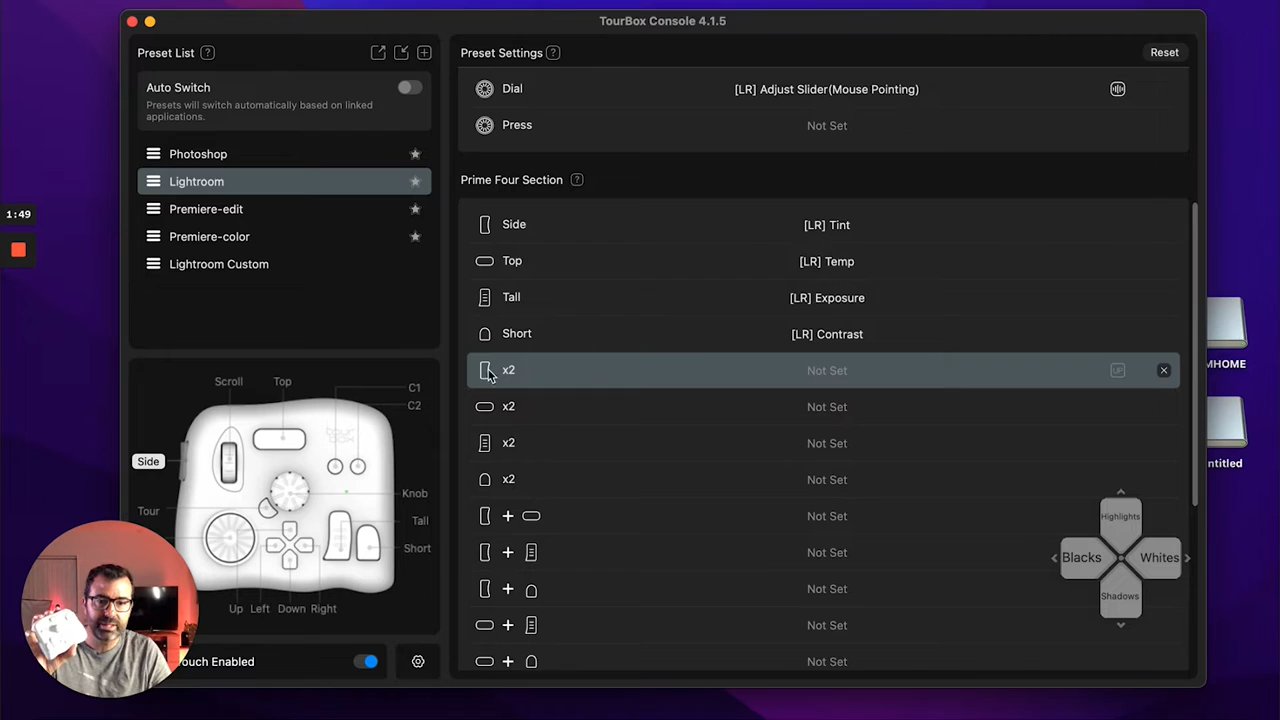 TourBox Console 4.1.5
Preset List ?
Auto Switch
Presets will switch automatically based on linked
applications.
Photoshop
Lightroom
Premiere-edit
Premiere-color
Lightroom Custom
1:49
Scroll
Top
C1
C2
Side
Knob
Tour
Tall
Short
Up
Left
Down
Right
ouch Enabled
Preset Settings ?
Reset
Dial [LR] Adjust Slider(Mouse Pointing)
Press Not Set
Prime Four Section ?
Side [LR] Tint
Top [LR] Temp
Tall [LR] Exposure
Short [LR] Contrast
x2 Not Set UP
x2 Not Set
x2 Not Set
x2 Not Set
+ Not Set
+ Not Set
+ Not Set
+ Not Set
+ Not Set
Highlights
Blacks
Whites
Shadows
MHOME
ntitled